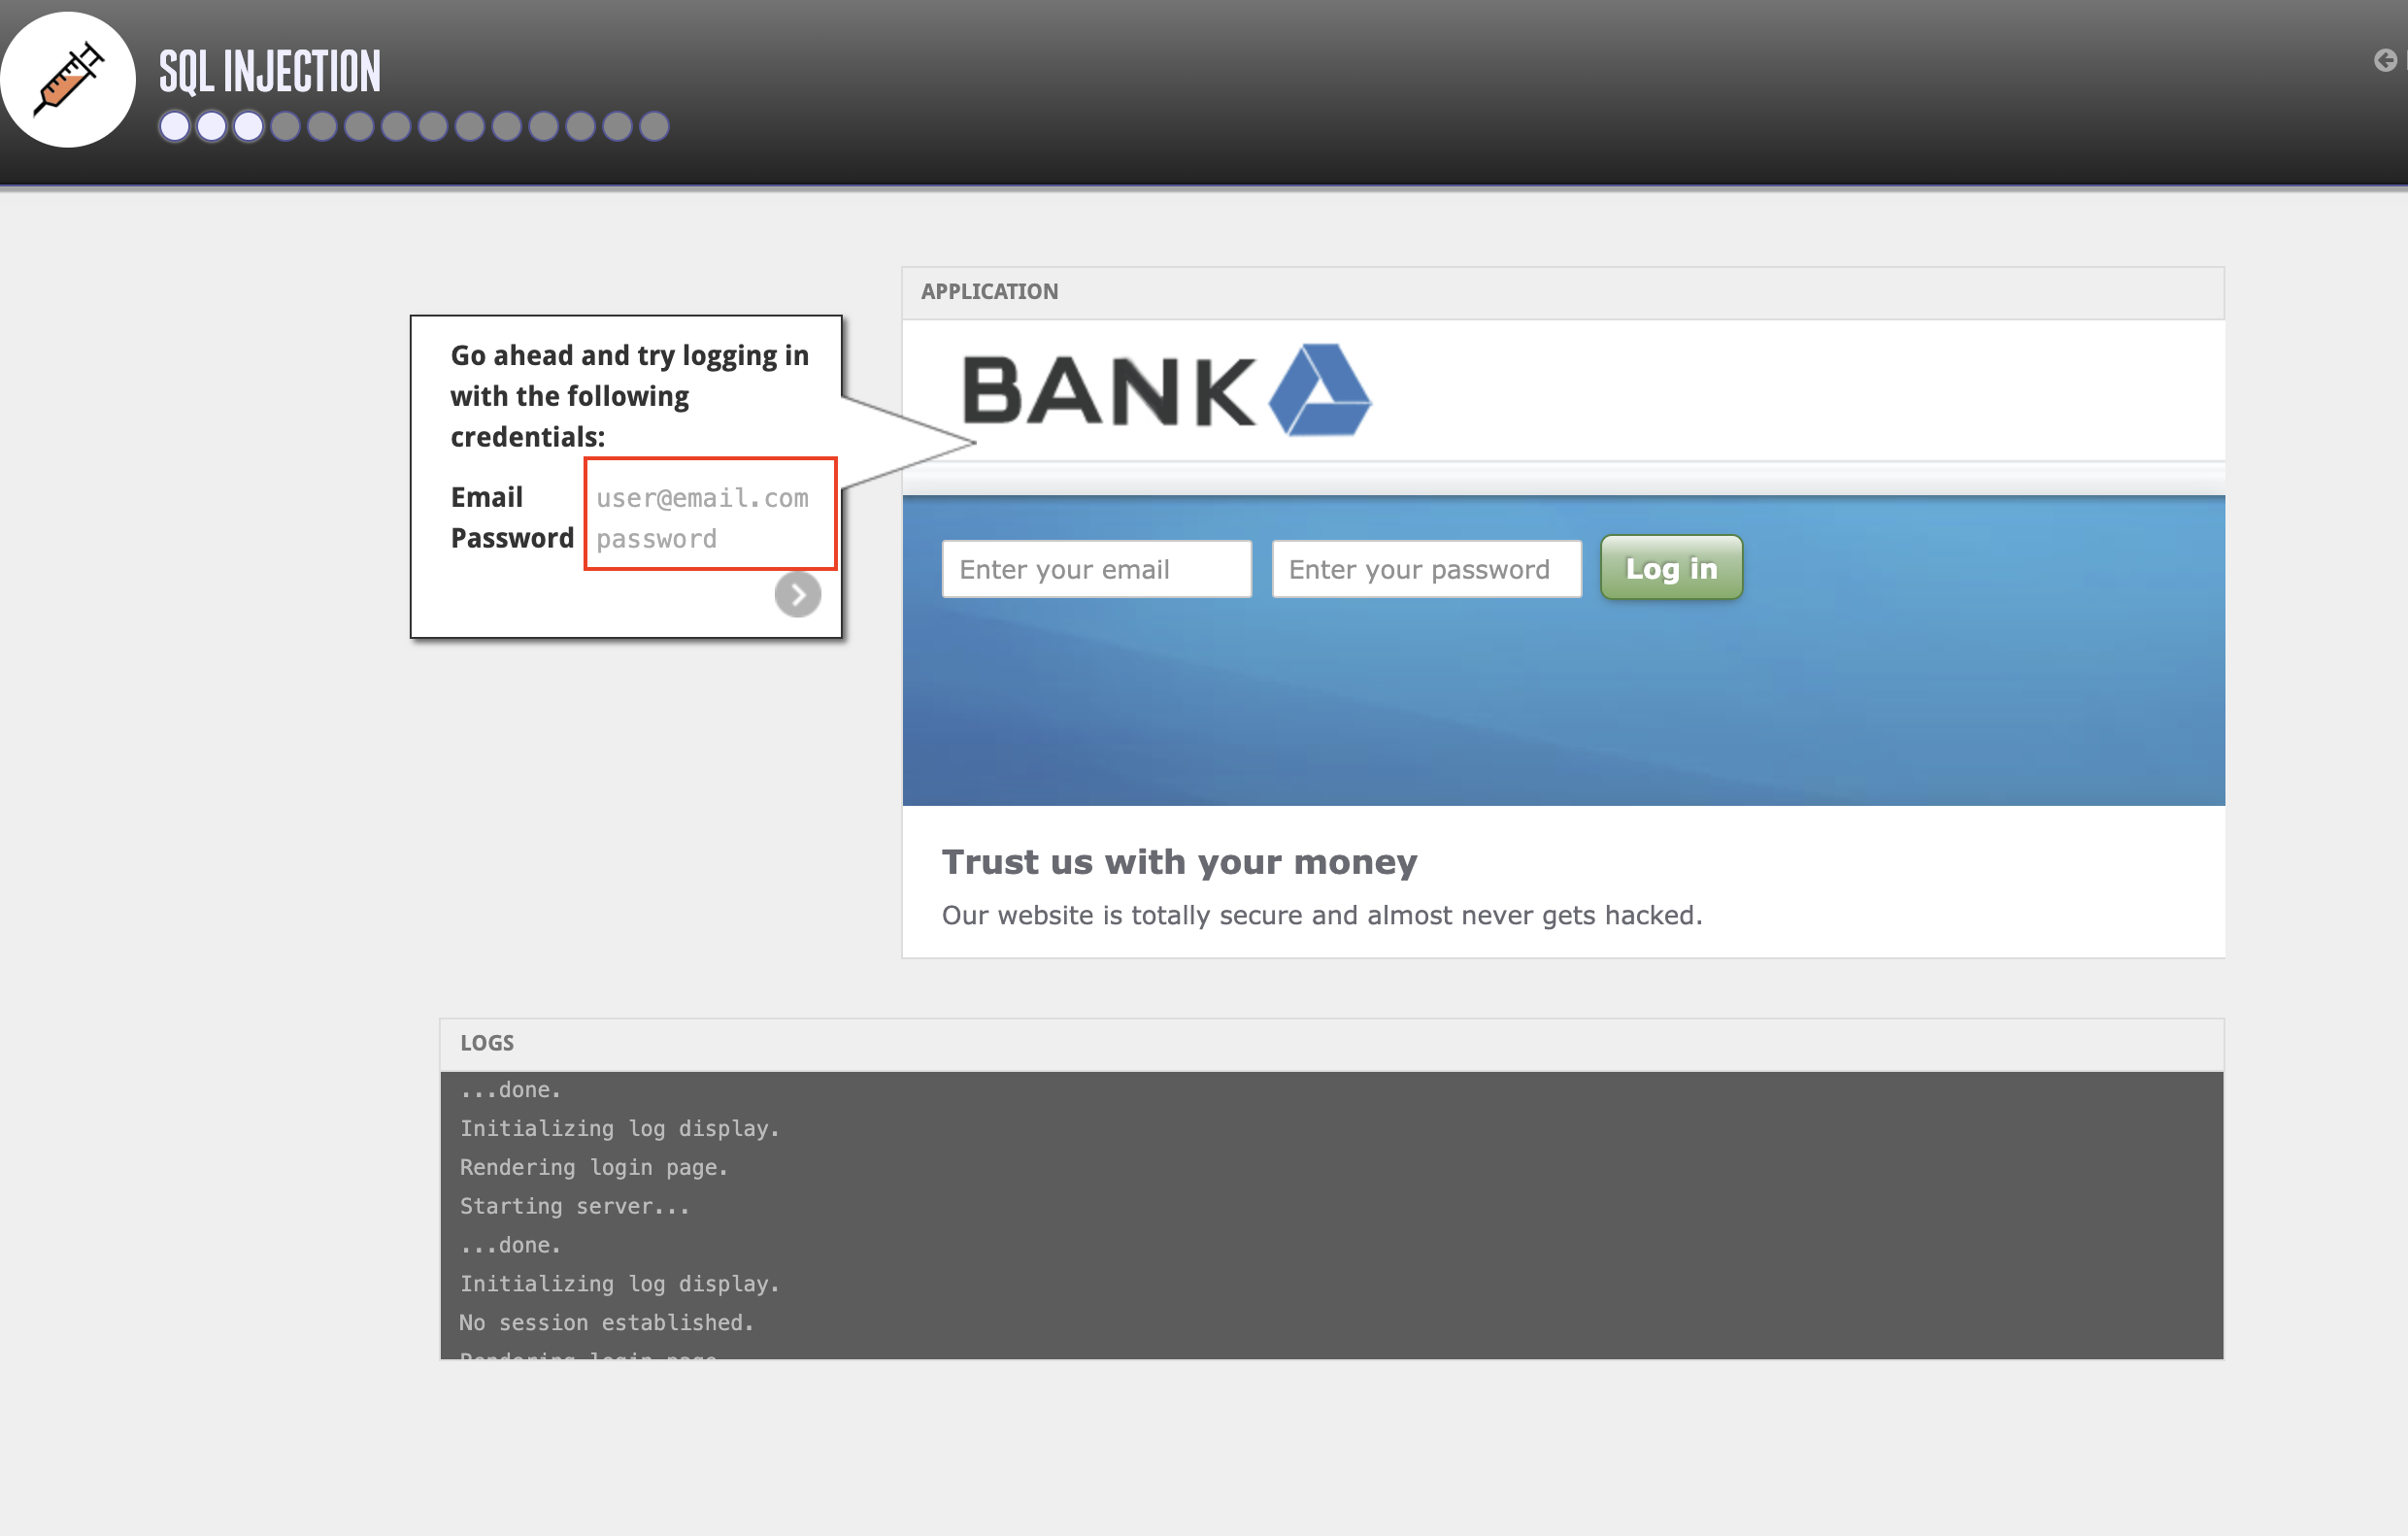 SQL INJECTION
APPLICATION
BANK
Go ahead and try logging in
with the following
credentials:
Email user@email.com
Password password
Enter your email Enter your password Log in
Trust us with your money
Our website is totally secure and almost never gets hacked.
LOGS
...done.
Initializing log display.
Rendering login page.
Starting server...
...done.
Initializing log display.
No session established.
Rendering login page